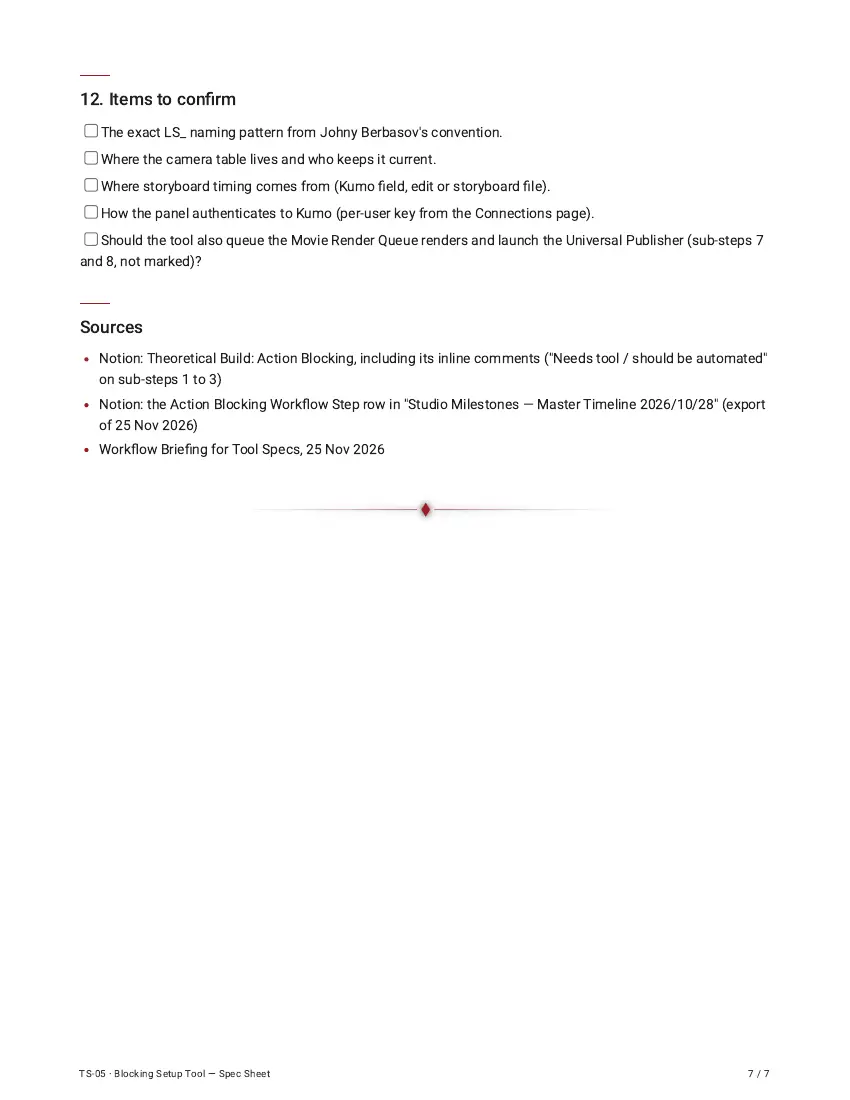 12. Items to confirm
The exact LS_ naming pattern from Johny Berbasov's convention.
Where the camera table lives and who keeps it current.
Where storyboard timing comes from (Kumo field, edit or storyboard file).
How the panel authenticates to Kumo (per-user key from the Connections page).
Should the tool also queue the Movie Render Queue renders and launch the Universal Publisher (sub-steps 7
and 8, not marked)?
Sources
• Notion: Theoretical Build: Action Blocking, including its inline comments ("Needs tool / should be automated"
on sub-steps 1 to 3)
• Notion: the Action Blocking Workflow Step row in "Studio Milestones — Master Timeline 2026/10/28" (export
of 25 Nov 2026)
• Workflow Briefing for Tool Specs, 25 Nov 2026
TS-05 · Blocking Setup Tool — Spec Sheet
7 / 7